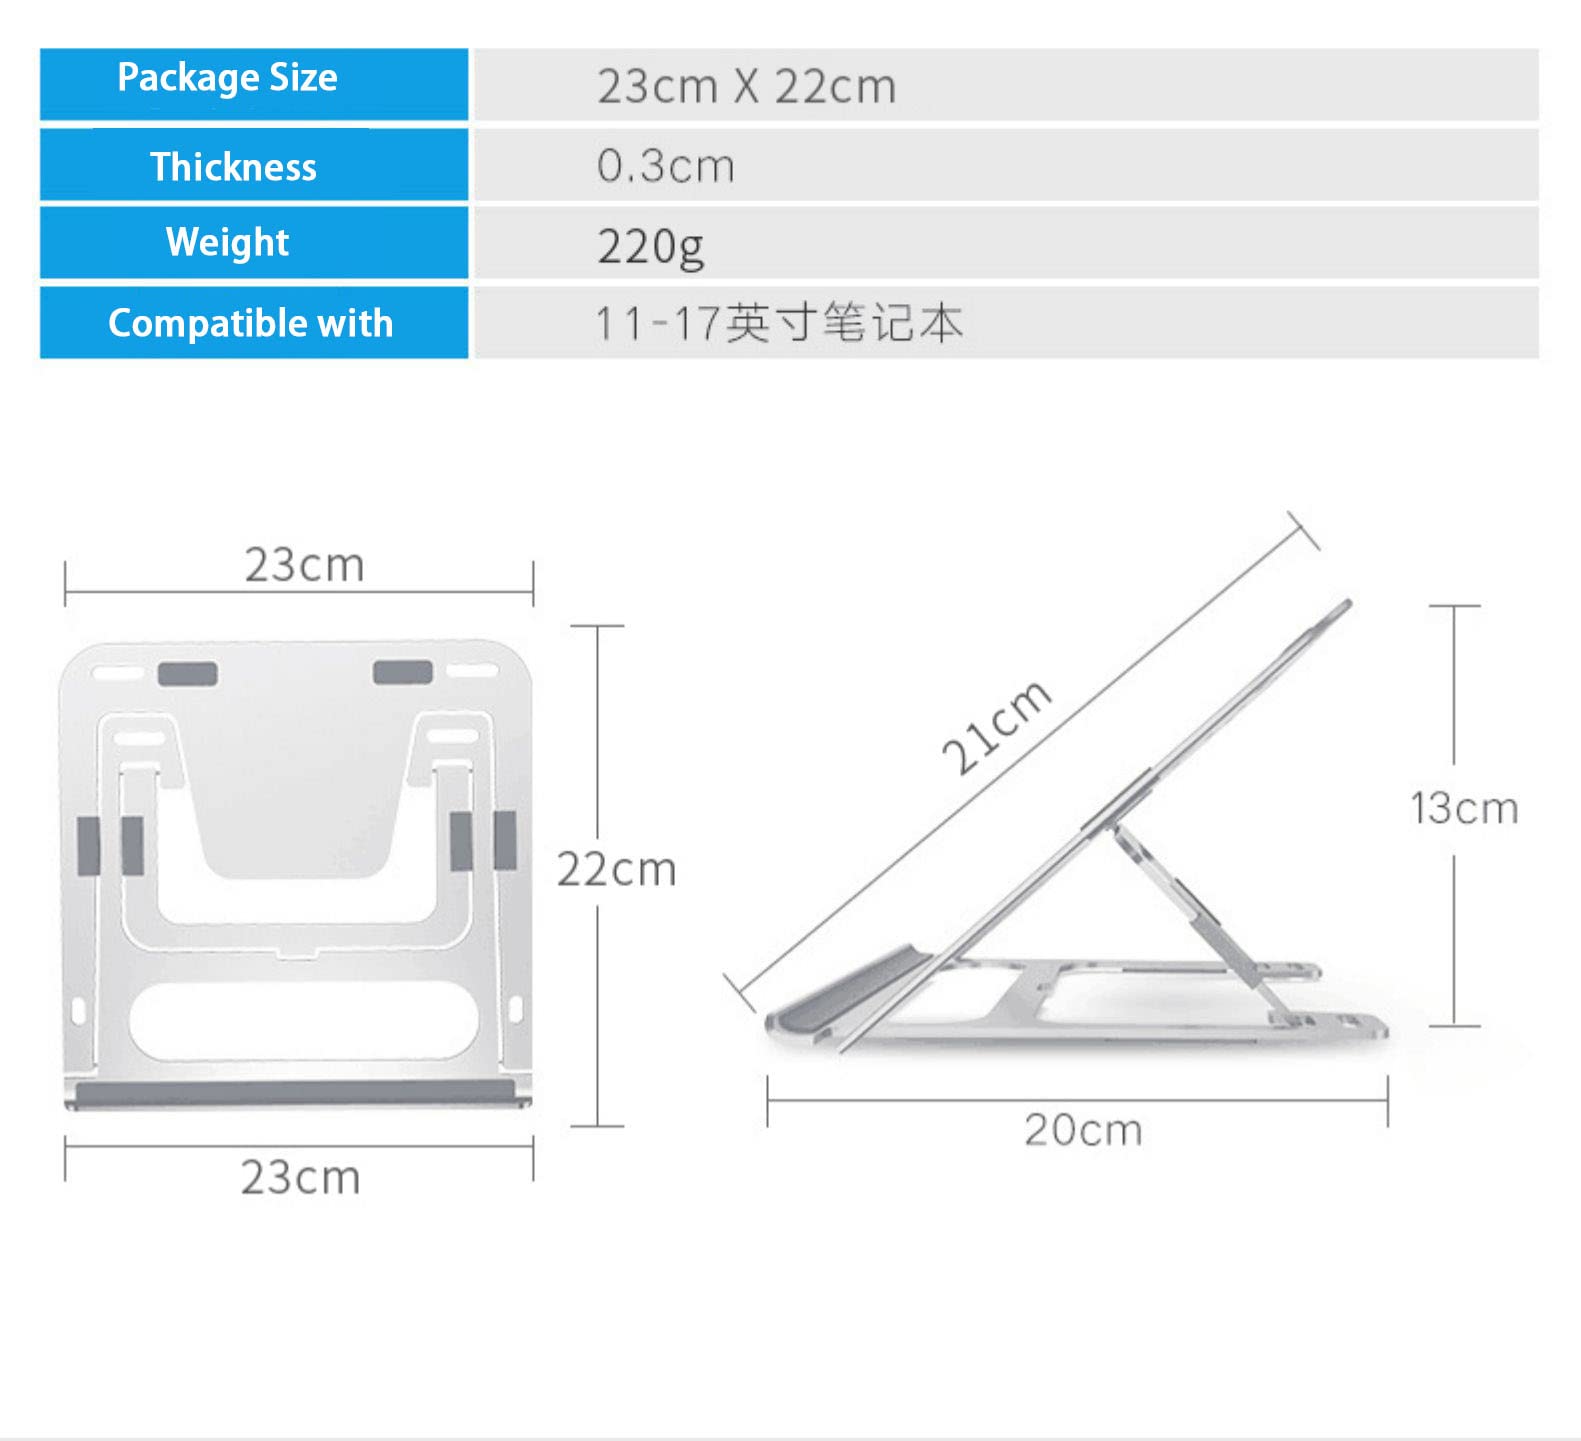 Package Size
23cm X 22cm
Thickness
0.3cm
Weight
220g
Compatible with
11-17英寸笔记本
23cm
22cm
23cm
21cm
13cm
20cm